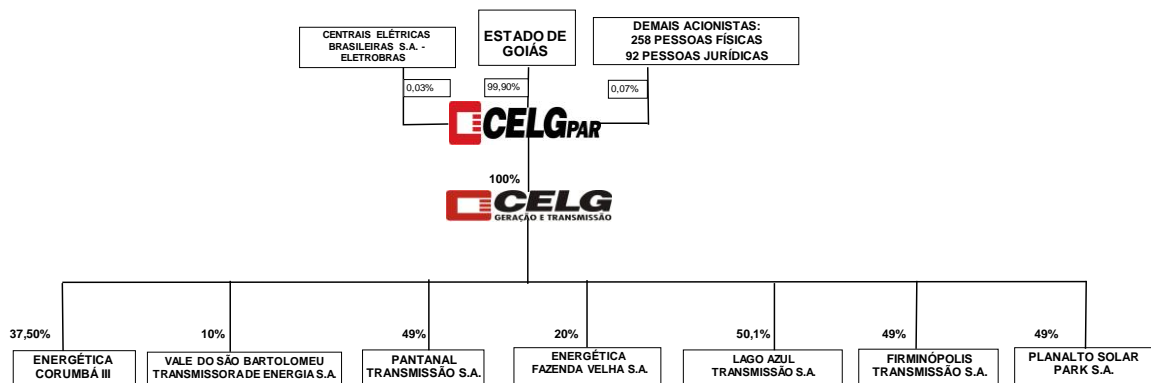 CENTRAIS ELÉTRICAS
BRASILEIRAS S.A. -
ELETROBRAS
ESTADO DE
GOIÁS
DEMAIS ACIONISTAS:
258 PESSOAS FÍSICAS
92 PESSOAS JURÍDICAS
0,03%
99,90%
0,07%
CELGPAR
100%
CELG
GERAÇÃO E TRANSMISSÃO
37,50%
10%
49%
20%
50,1%
49%
49%
ENERGÉTICA
CORUMBÁ III
VALE DO SÃO BARTOLOMEU
TRANSMISSORA DE ENERGIA S.A.
PANTANAL
TRANSMISSÃO S.A.
ENERGÉTICA
FAZENDA VELHA S.A.
LAGO AZUL
TRANSMISSÃO S.A.
FIRMINÓPOLIS
TRANSMISSÃO S.A.
PLANALTO SOLAR
PARK S.A.